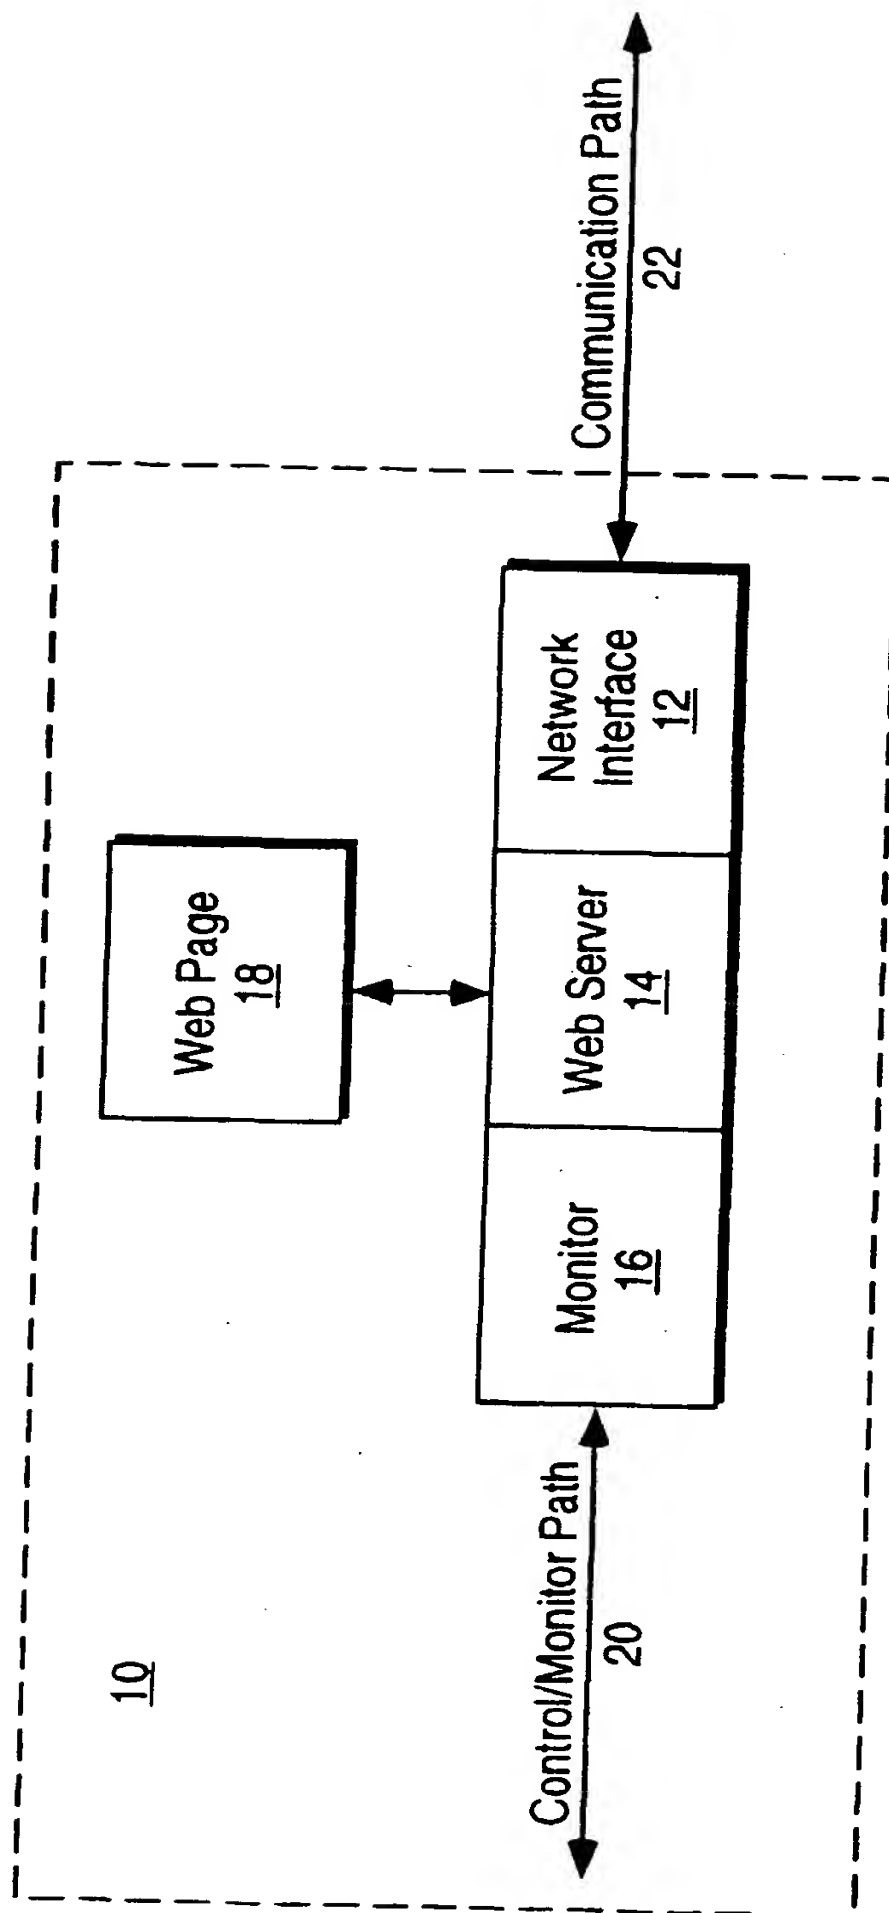 10
Web Page
18
Control/Monitor Path
20
Monitor
16
Web Server
14
Network
Interface
12
Communication Path
22